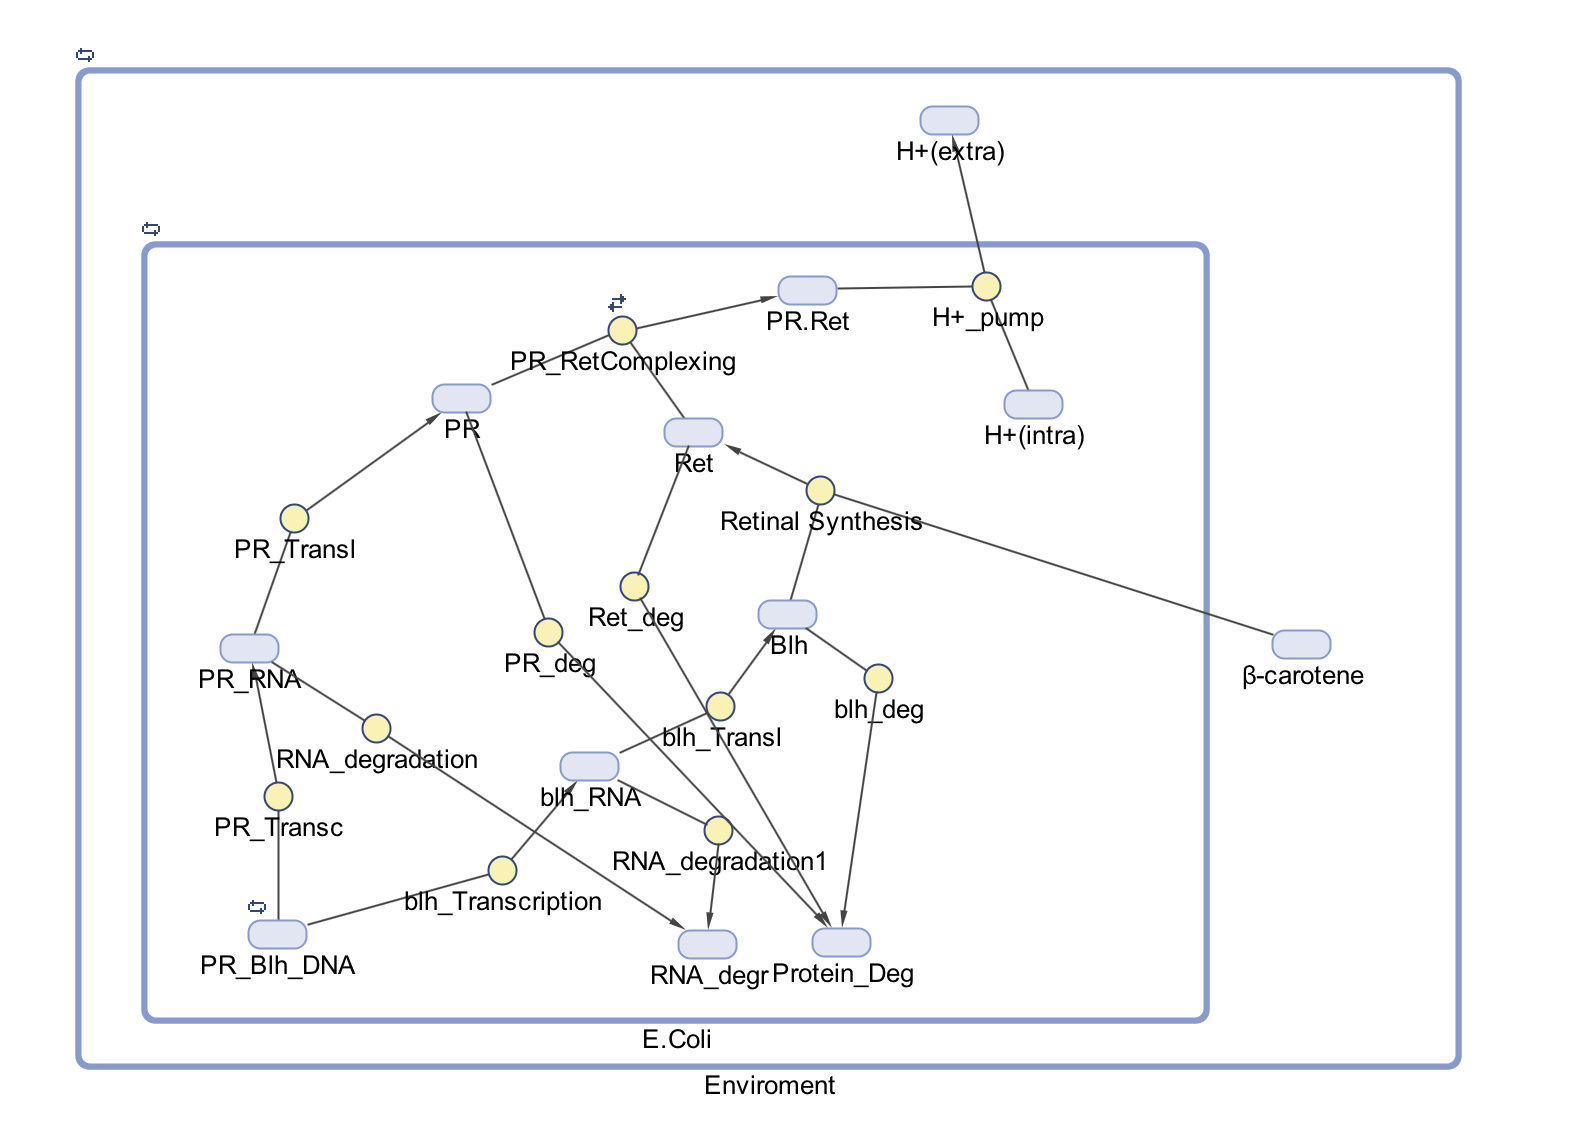 H+(extra)
PR.Ret
H+_pump
PR_RetComplexing
PR
H+(intra)
Ret
Retinal Synthesis
PR_Transl
Ret_deg
Blh
PR_deg
β-carotene
PR_RNA
blh_deg
blh_Transl
RNA_degradation
blh_RNA
PR_Transc
RNA_degradation1
blh_Transcription
PR_Blh_DNA
RNA_degr
Protein_Deg
E.Coli
Enviroment